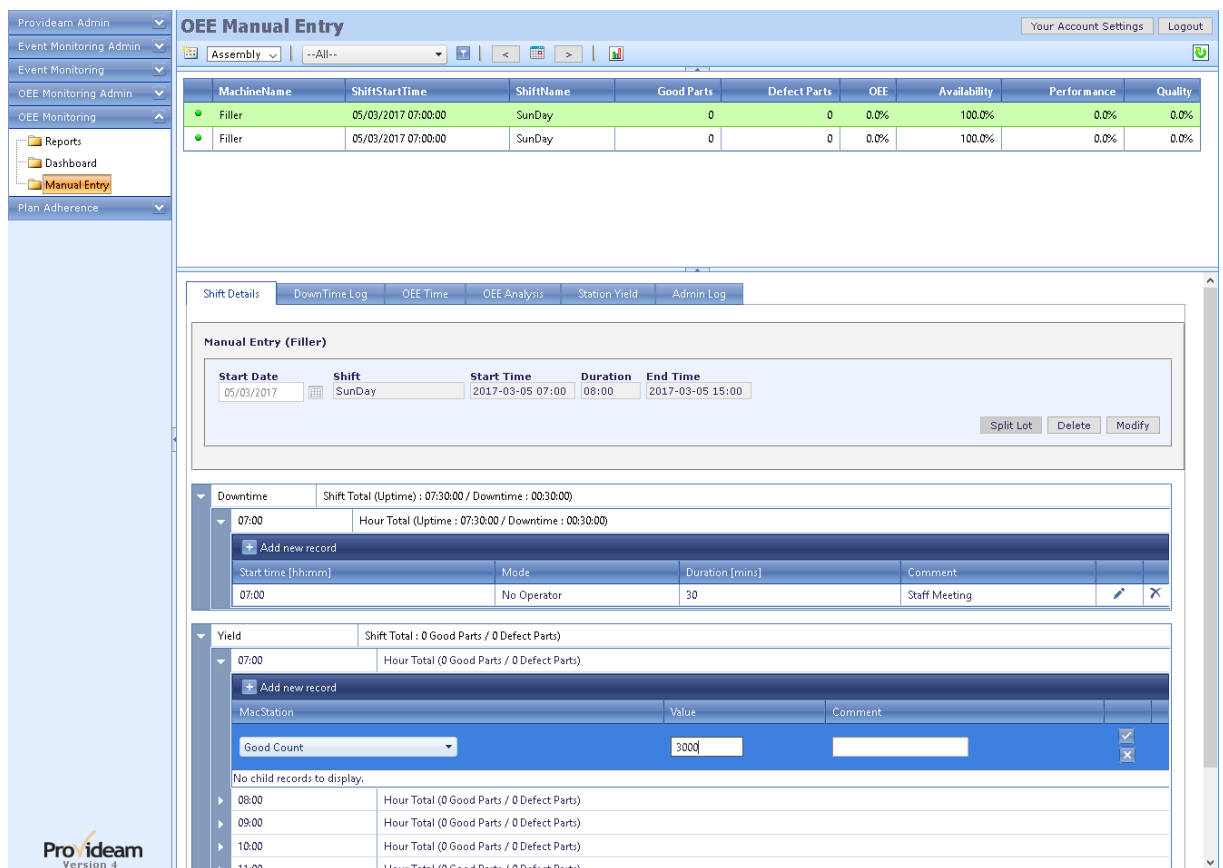 Provideam Admin
Event Monitoring Admin
Event Monitoring
OEE Monitoring Admin
OEE Monitoring
Reports
Dashboard
Manual Entry
Plan Adherence
Provideam
Version 4
OEE Manual Entry
Your Account Settings Logout
Assembly --All-- < >
MachineName ShiftStartTime ShiftName Good Parts Defect Parts OEE Availability Performance Quality
Filler 05/03/2017 07:00:00 SunDay 0 0 0.0% 100.0% 0.0% 0.0%
Filler 05/03/2017 07:00:00 SunDay 0 0 0.0% 100.0% 0.0% 0.0%
Shift Details DownTime Log OEE Time OEE Analysis Station Yield Admin Log
Manual Entry (Filler)
Start Date Shift Start Time Duration End Time
05/03/2017 SunDay 2017-03-05 07:00 08:00 2017-03-05 15:00
Split Lot Delete Modify
Downtime Shift Total (Uptime) : 07:30:00 / Downtime : 00:30:00)
07:00 Hour Total (Uptime : 07:30:00 / Downtime : 00:30:00)
Add new record
Start time [hh:mm] Mode Duration [mins] Comment
07:00 No Operator 30 Staff Meeting
Yield Shift Total : 0 Good Parts / 0 Defect Parts)
07:00 Hour Total (0 Good Parts / 0 Defect Parts)
Add new record
MacStation Value Comment
Good Count 3000
No child records to display.
08:00 Hour Total (0 Good Parts / 0 Defect Parts)
09:00 Hour Total (0 Good Parts / 0 Defect Parts)
10:00 Hour Total (0 Good Parts / 0 Defect Parts)
11:00 Hour Total (0 Good Parts / 0 Defect Parts)